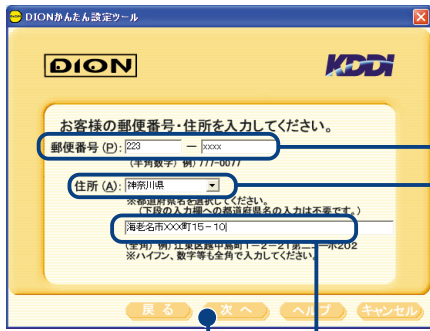 DIONかんたん設定ツール
DION
KDDI
お客様の郵便番号・住所を入力してください。
郵便番号(P): 223 ー xxxx
(半角数字) 例) 777-0077
住所(A): 神奈川県
※都道府県名を選択してください。
(下段の入力欄への都道府県名の入力は不要です。)
海老名市XXX町15-10
(全角) 例) 江東区越中島町1-2-21第二 202
※ハイフン、数字等も全角で入力してください。
戻る 次へ ヘルプ キャンセル